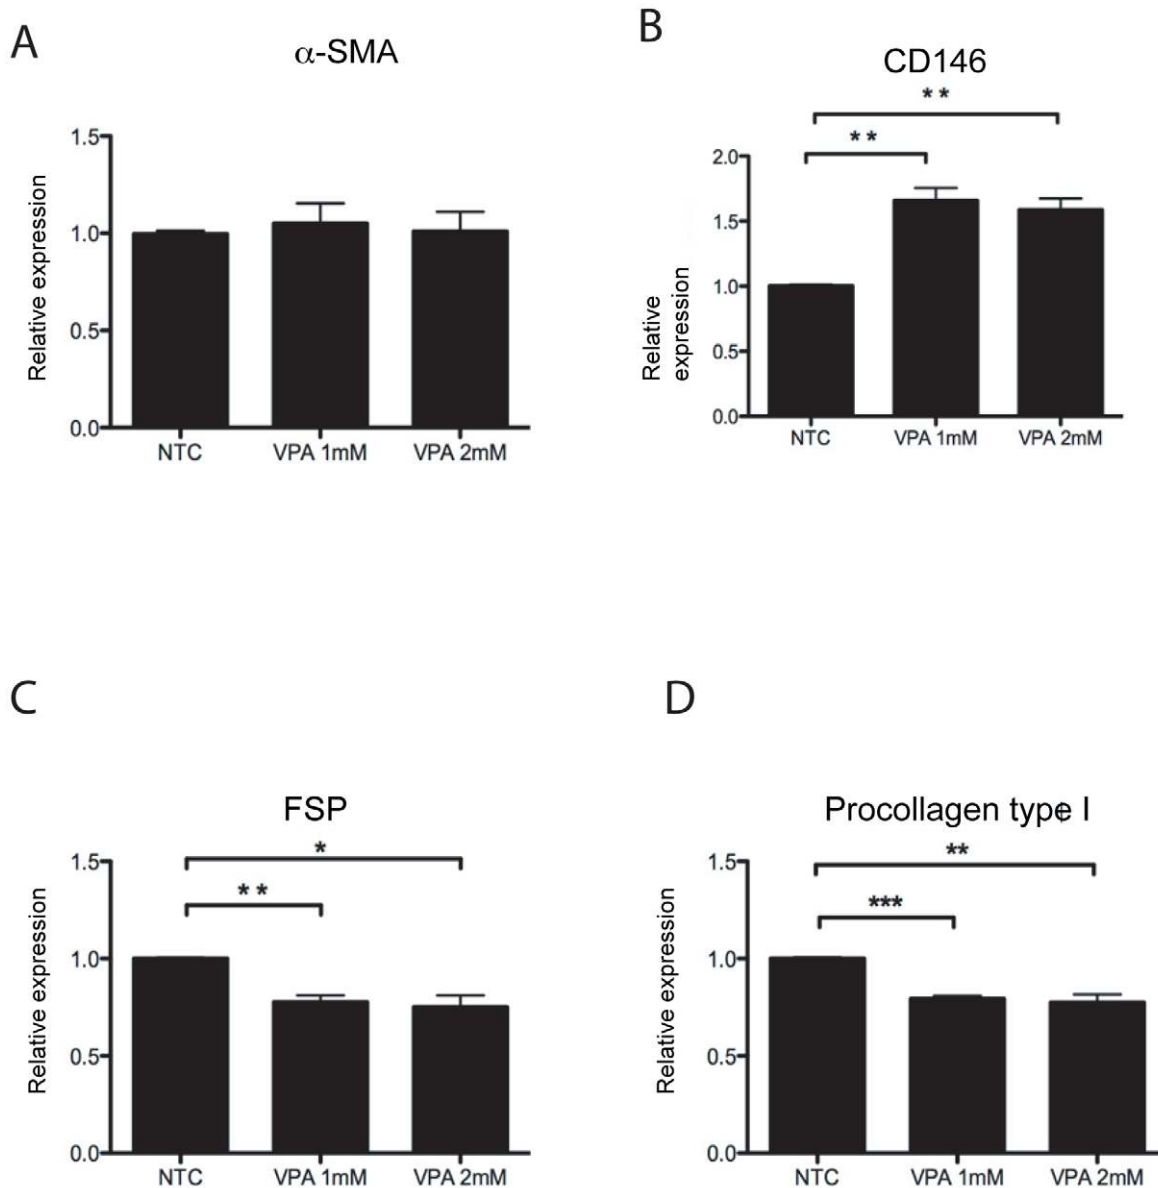 A
α-SMA
1.5
1.0
0.5
0.0
Relative expression
NTC
VPA 1mM
VPA 2mM
B
CD146
* *
* *
2.0
1.5
1.0
0.5
0.0
Relative
expression
NTC
VPA 1mM
VPA 2mM
C
FSP
*
* *
1.5
1.0
0.5
0.0
Relative expression
NTC
VPA 1mM
VPA 2mM
D
Procollagen type I
**
***
1.5
1.0
0.5
0.0
Relative expression
NTC
VPA 1mM
VPA 2mM